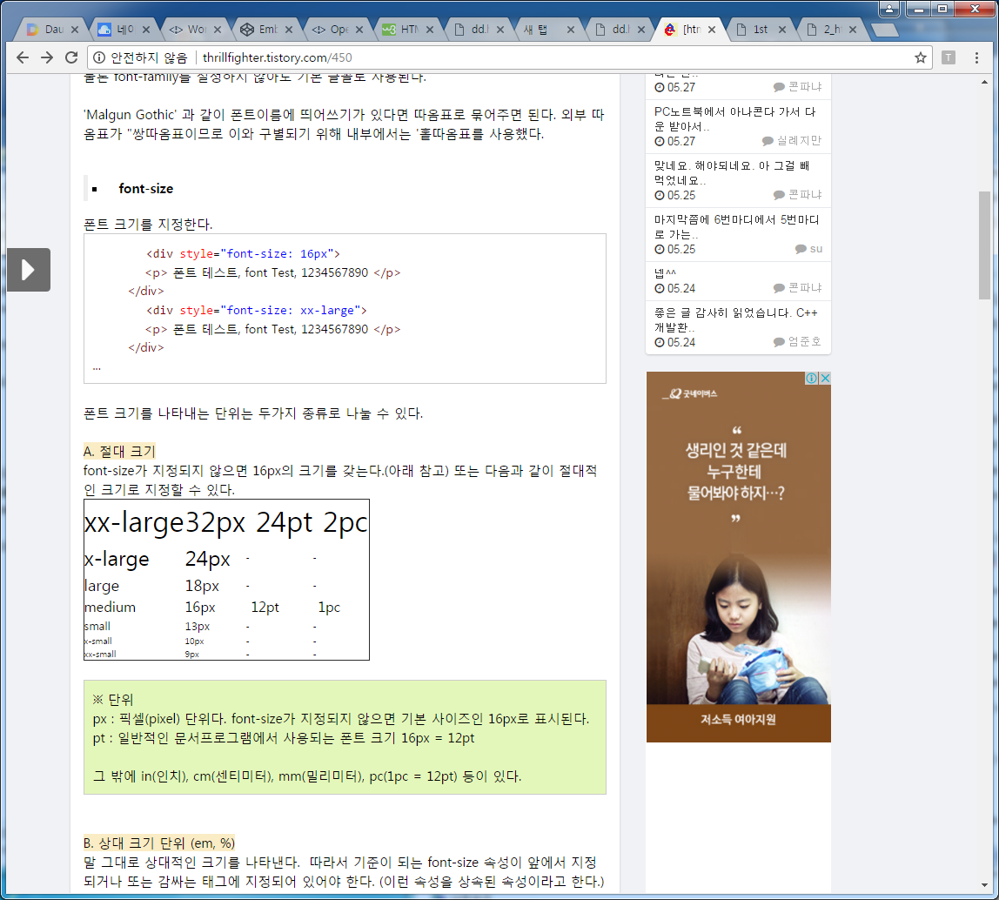 Dau
네이
Wor
Emb
Ope
HTM
dd.l
새 탭
dd.l
[htn
1st
2_h
안전하지 않음 | thrillfighter.tistory.com/450
물론 font-family를 설정하지 않아도 기본 글꼴로 사용된다.
'Malgun Gothic' 과 같이 폰트이름에 띄어쓰기가 있다면 따옴표로 묶어주면 된다. 외부 따
옴표가 "쌍따옴표이므로 이와 구별되기 위해 내부에서는 '홑따옴표를 사용했다.
font-size
폰트 크기를 지정한다.
<div style="font-size: 16px">
<p> 폰트 테스트, font Test, 1234567890 </p>
</div>
<div style="font-size: xx-large">
<p> 폰트 테스트, font Test, 1234567890 </p>
</div>
...
폰트 크기를 나타내는 단위는 두가지 종류로 나눌 수 있다.
A. 절대 크기
font-size가 지정되지 않으면 16px의 크기를 갖는다.(아래 참고) 또는 다음과 같이 절대적
인 크기로 지정할 수 있다.
xx-large 32px 24pt 2pc
x-large 24px - -
large 18px - -
medium 16px 12pt 1pc
small 13px - -
x-small 10px - -
xx-small 9px - -
※ 단위
px : 픽셀(pixel) 단위다. font-size가 지정되지 않으면 기본 사이즈인 16px로 표시된다.
pt : 일반적인 문서프로그램에서 사용되는 폰트 크기 16px = 12pt
그 밖에 in(인치), cm(센티미터), mm(밀리미터), pc(1pc = 12pt) 등이 있다.
B. 상대 크기 단위 (em, %)
말 그대로 상대적인 크기를 나타낸다. 따라서 기준이 되는 font-size 속성이 앞에서 지정
되거나 또는 감싸는 태그에 지정되어 있어야 한다. (이런 속성을 상속된 속성이라고 한다.)
05.27 콘파냐
PC노트북에서 아나콘다 가서 다
운 받아서..
05.27 실례지만
맞네요. 해야되네요. 아 그걸 빼
먹었네요..
05.25 콘파냐
마지막쯤에 6번마디에서 5번마디
로 가는..
05.25 su
넵^^
05.24 콘파냐
좋은 글 감사히 읽었습니다. C++
개발환..
05.24 엄준호
굿네이버스
“
생리인 것 같은데
누구한테
물어봐야 하지…?
”
저소득 여아지원
T